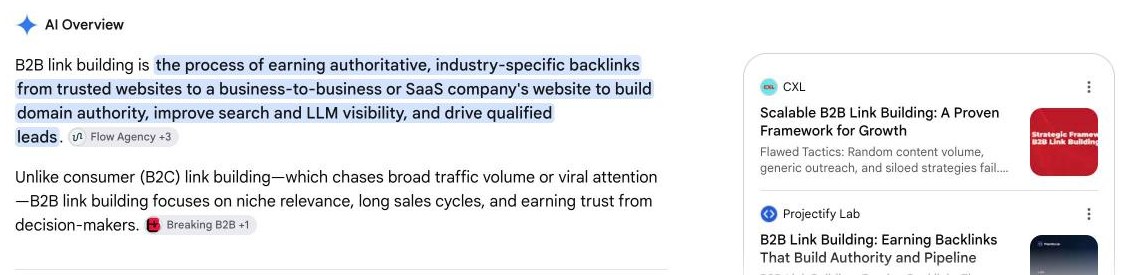 AI Overview
B2B link building is the process of earning authoritative, industry-specific backlinks
from trusted websites to a business-to-business or SaaS company's website to build
domain authority, improve search and LLM visibility, and drive qualified
leads. Flow Agency +3
Unlike consumer (B2C) link building—which chases broad traffic volume or viral attention
—B2B link building focuses on niche relevance, long sales cycles, and earning trust from
decision-makers. Breaking B2B +1
CXL
Scalable B2B Link Building: A Proven
Framework for Growth
Flawed Tactics: Random content volume,
generic outreach, and siloed strategies fail....
Strategic Framew
B2B Link Building
Projectify Lab
B2B Link Building: Earning Backlinks
That Build Authority and Pipeline